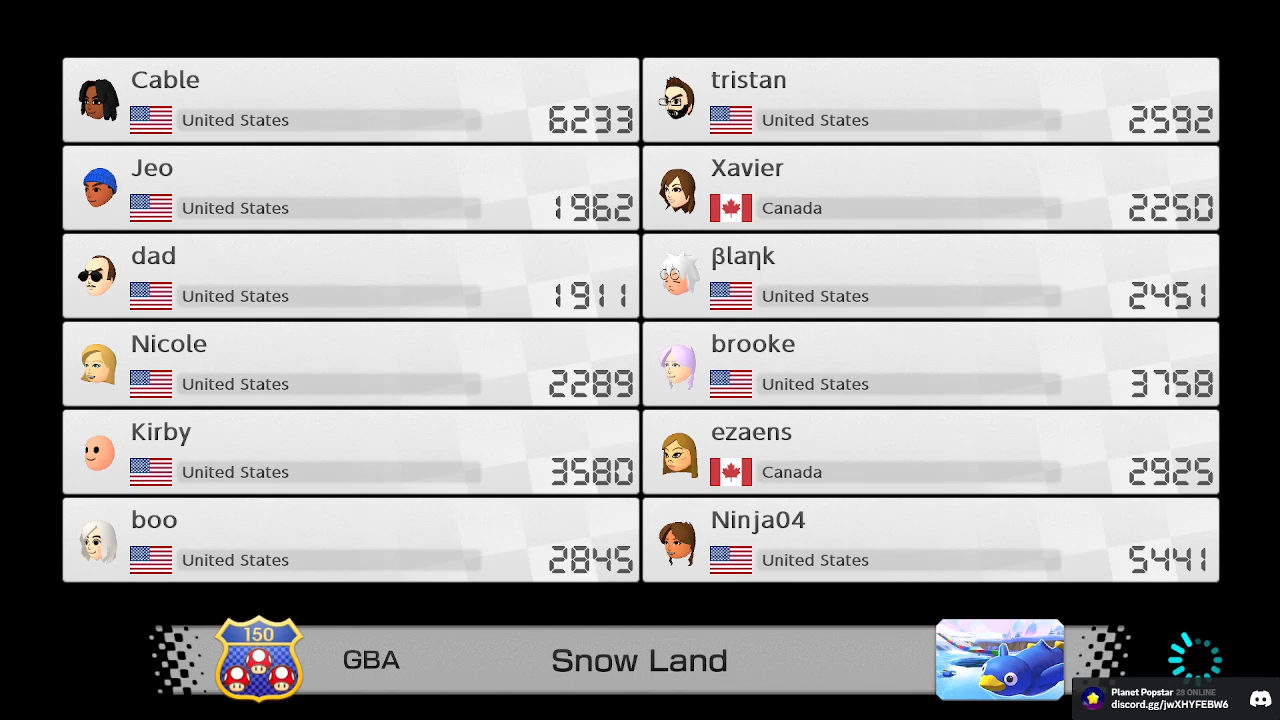 Cable
United States 6233
tristan
United States 2592
Jeo
United States 1962
Xavier
Canada 2250
dad
United States 1911
βlaηk
United States 2451
Nicole
United States 2289
brooke
United States 3758
Kirby
United States 3580
ezaens
Canada 2925
boo
United States 2845
Ninja04
United States 5441
150
GBA Snow Land
Planet Popstar 28 ONLINE
discord.gg/jwXHYFEBW6